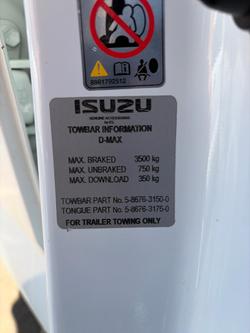 8981792512
ISUZU
GENUINE ACCESSORIES
TOWBAR INFORMATION
D-MAX
MAX. BRAKED 3500 kg
MAX. UNBRAKED 750 kg
MAX. DOWNLOAD 350 kg
TOWBAR PART No. 5-8676-3150-0
TONGUE PART No. 5-8676-3175-0
FOR TRAILER TOWING ONLY